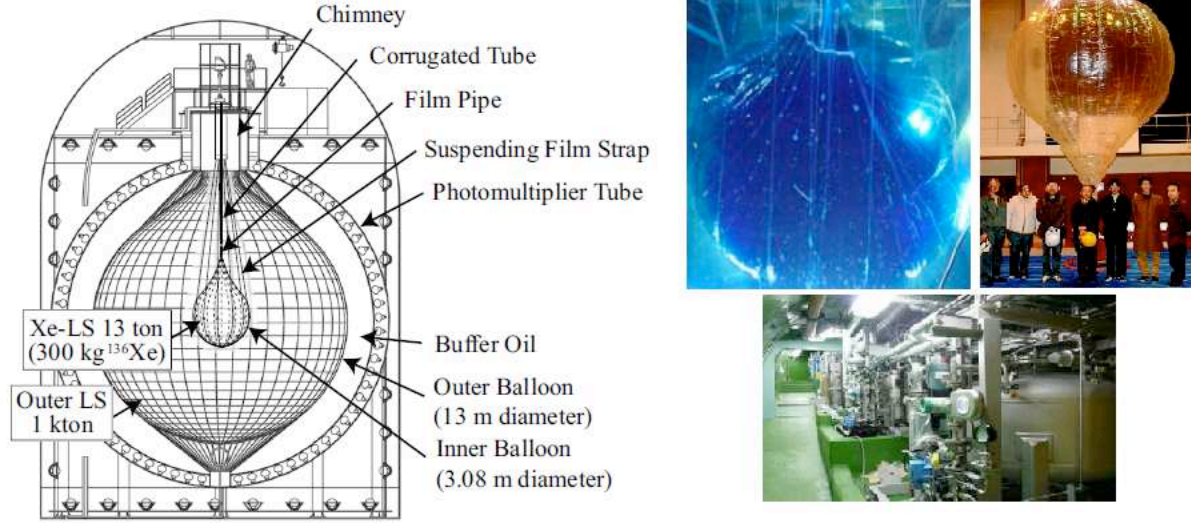 Chimney
Corrugated Tube
Film Pipe
Suspending Film Strap
Photomultiplier Tube
Xe-LS 13 ton
(300 kg ¹³⁶Xe)
Outer LS
1 kton
Buffer Oil
Outer Balloon
(13 m diameter)
Inner Balloon
(3.08 m diameter)